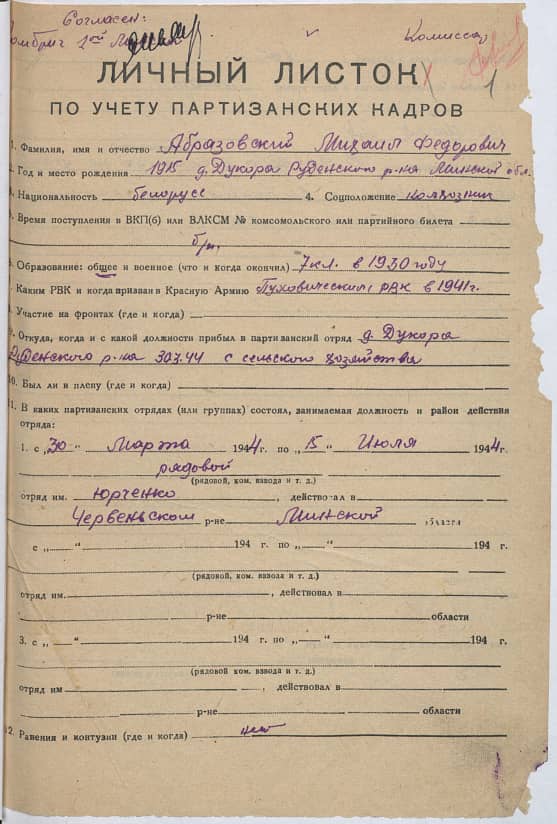 Согласен:
Комбриг 2ой Мин
Комиссар
1
ЛИЧНЫЙ ЛИСТОК
ПО УЧЕТУ ПАРТИЗАНСКИХ КАДРОВ
1. Фамилия, имя и отчество Абразовский Михаил Федорович
2. Год и место рождения 1915 д. Дукора Руденского р-на Минской обл.
3. Национальность белорусс 4. Соцположение колхозник
5. Время поступления в ВКП(б) или ВЛКСМ № комсомольского или партийного билета
б/п.
6. Образование: общее и военное (что и когда окончил) 7 кл. в 1930 году
7. Каким РВК и когда призван в Красную Армию Пуховическим РВК в 1941 г.
8. Участие на фронтах (где и когда)
9. Откуда, когда и с какой должности прибыл в партизанский отряд д. Дукора
Руденского р-на 30.3.44 с сельского хозяйства
10. Был ли в плену (где и когда)
11. В каких партизанских отрядах (или группах) состоял, занимаемая должность и район действия
отряда:
1. с „30" Марта 1944 г. по „15" Июля 1944 г.
рядовой
(рядовой, ком. взвода и т. д.)
отряд им. Юрченко, действовал в
Червеньском р-не Минской области
с „ " 194 г. по „ " 194 г.
(рядовой, ком. взвода и т. д.)
отряд им. , действовал в
р-не области
3. с „ " 194 г. по „ " 194 г.
(рядовой, ком. взвода и т. д.)
отряд им , действовал в
р-не области
12. Ранения и контузии (где и когда) нет